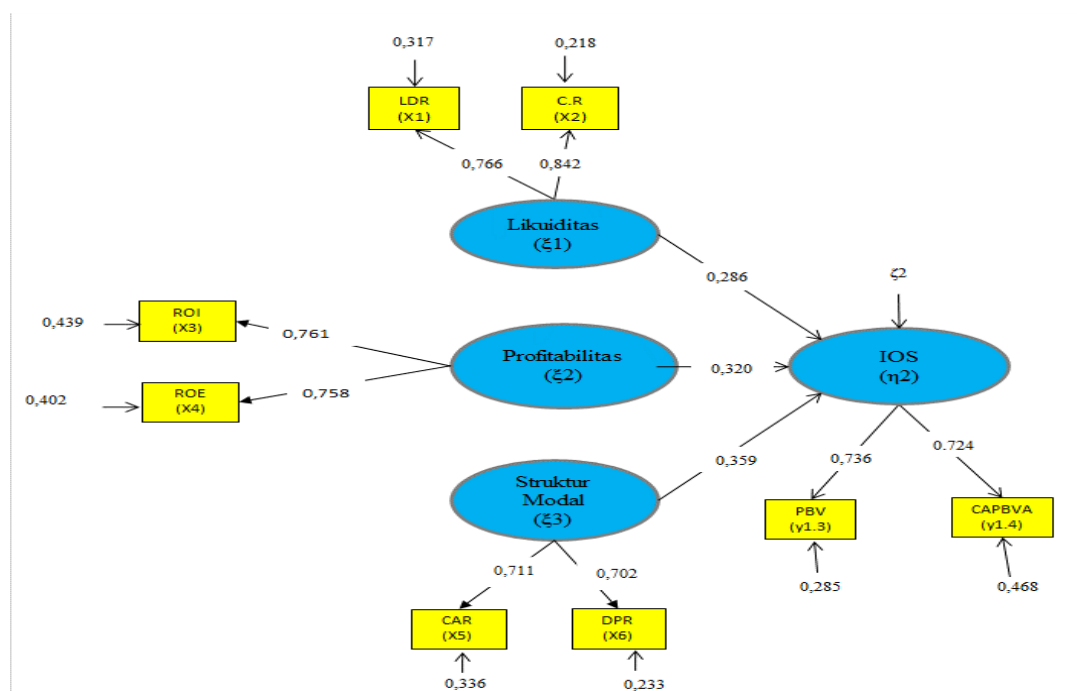 0,317
0,218
LDR
(X1)
C.R
(X2)
0,766
0,842
Likuiditas
(ξ1)
0,286
ζ2
ROI
(X3)
0,439
0,761
Profitabilitas
(ξ2)
0,320
IOS
(η2)
ROE
(X4)
0,402
0,758
0,359
0,736
0.724
Struktur
Modal
(ξ3)
PBV
(y1.3)
CAPBVA
(y1.4)
0,711
0,702
0,285
0,468
CAR
(X5)
DPR
(X6)
0,336
0,233